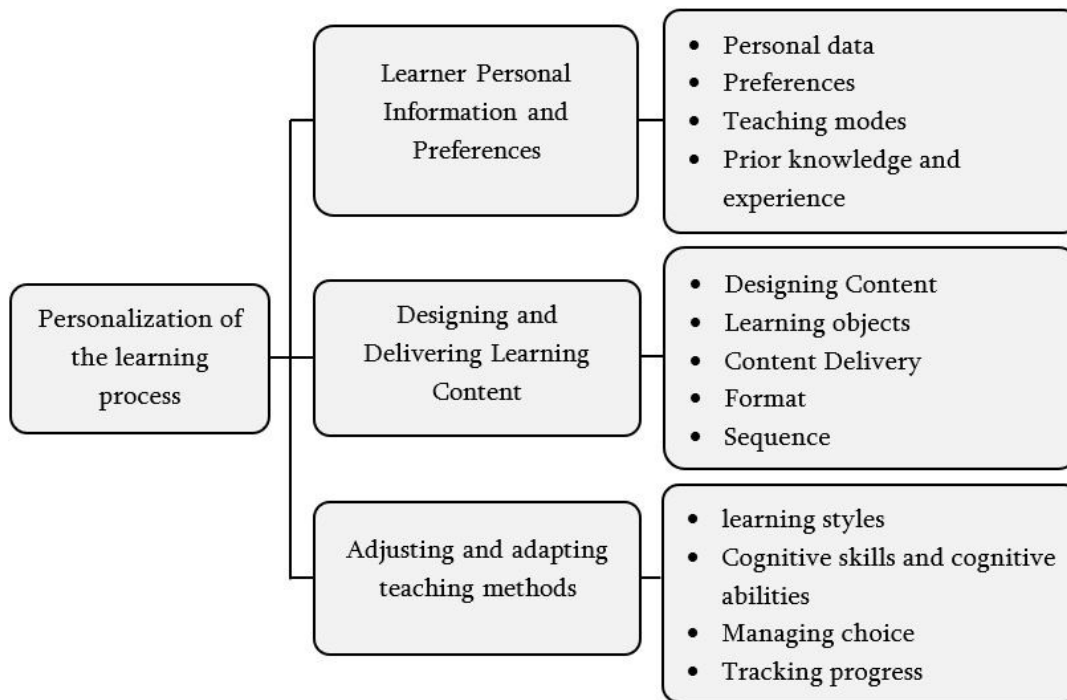 Personalization of
the learning
process
Learner Personal
Information and
Preferences
• Personal data
• Preferences
• Teaching modes
• Prior knowledge and
experience
Designing and
Delivering Learning
Content
• Designing Content
• Learning objects
• Content Delivery
• Format
• Sequence
Adjusting and adapting
teaching methods
• learning styles
• Cognitive skills and cognitive
abilities
• Managing choice
• Tracking progress